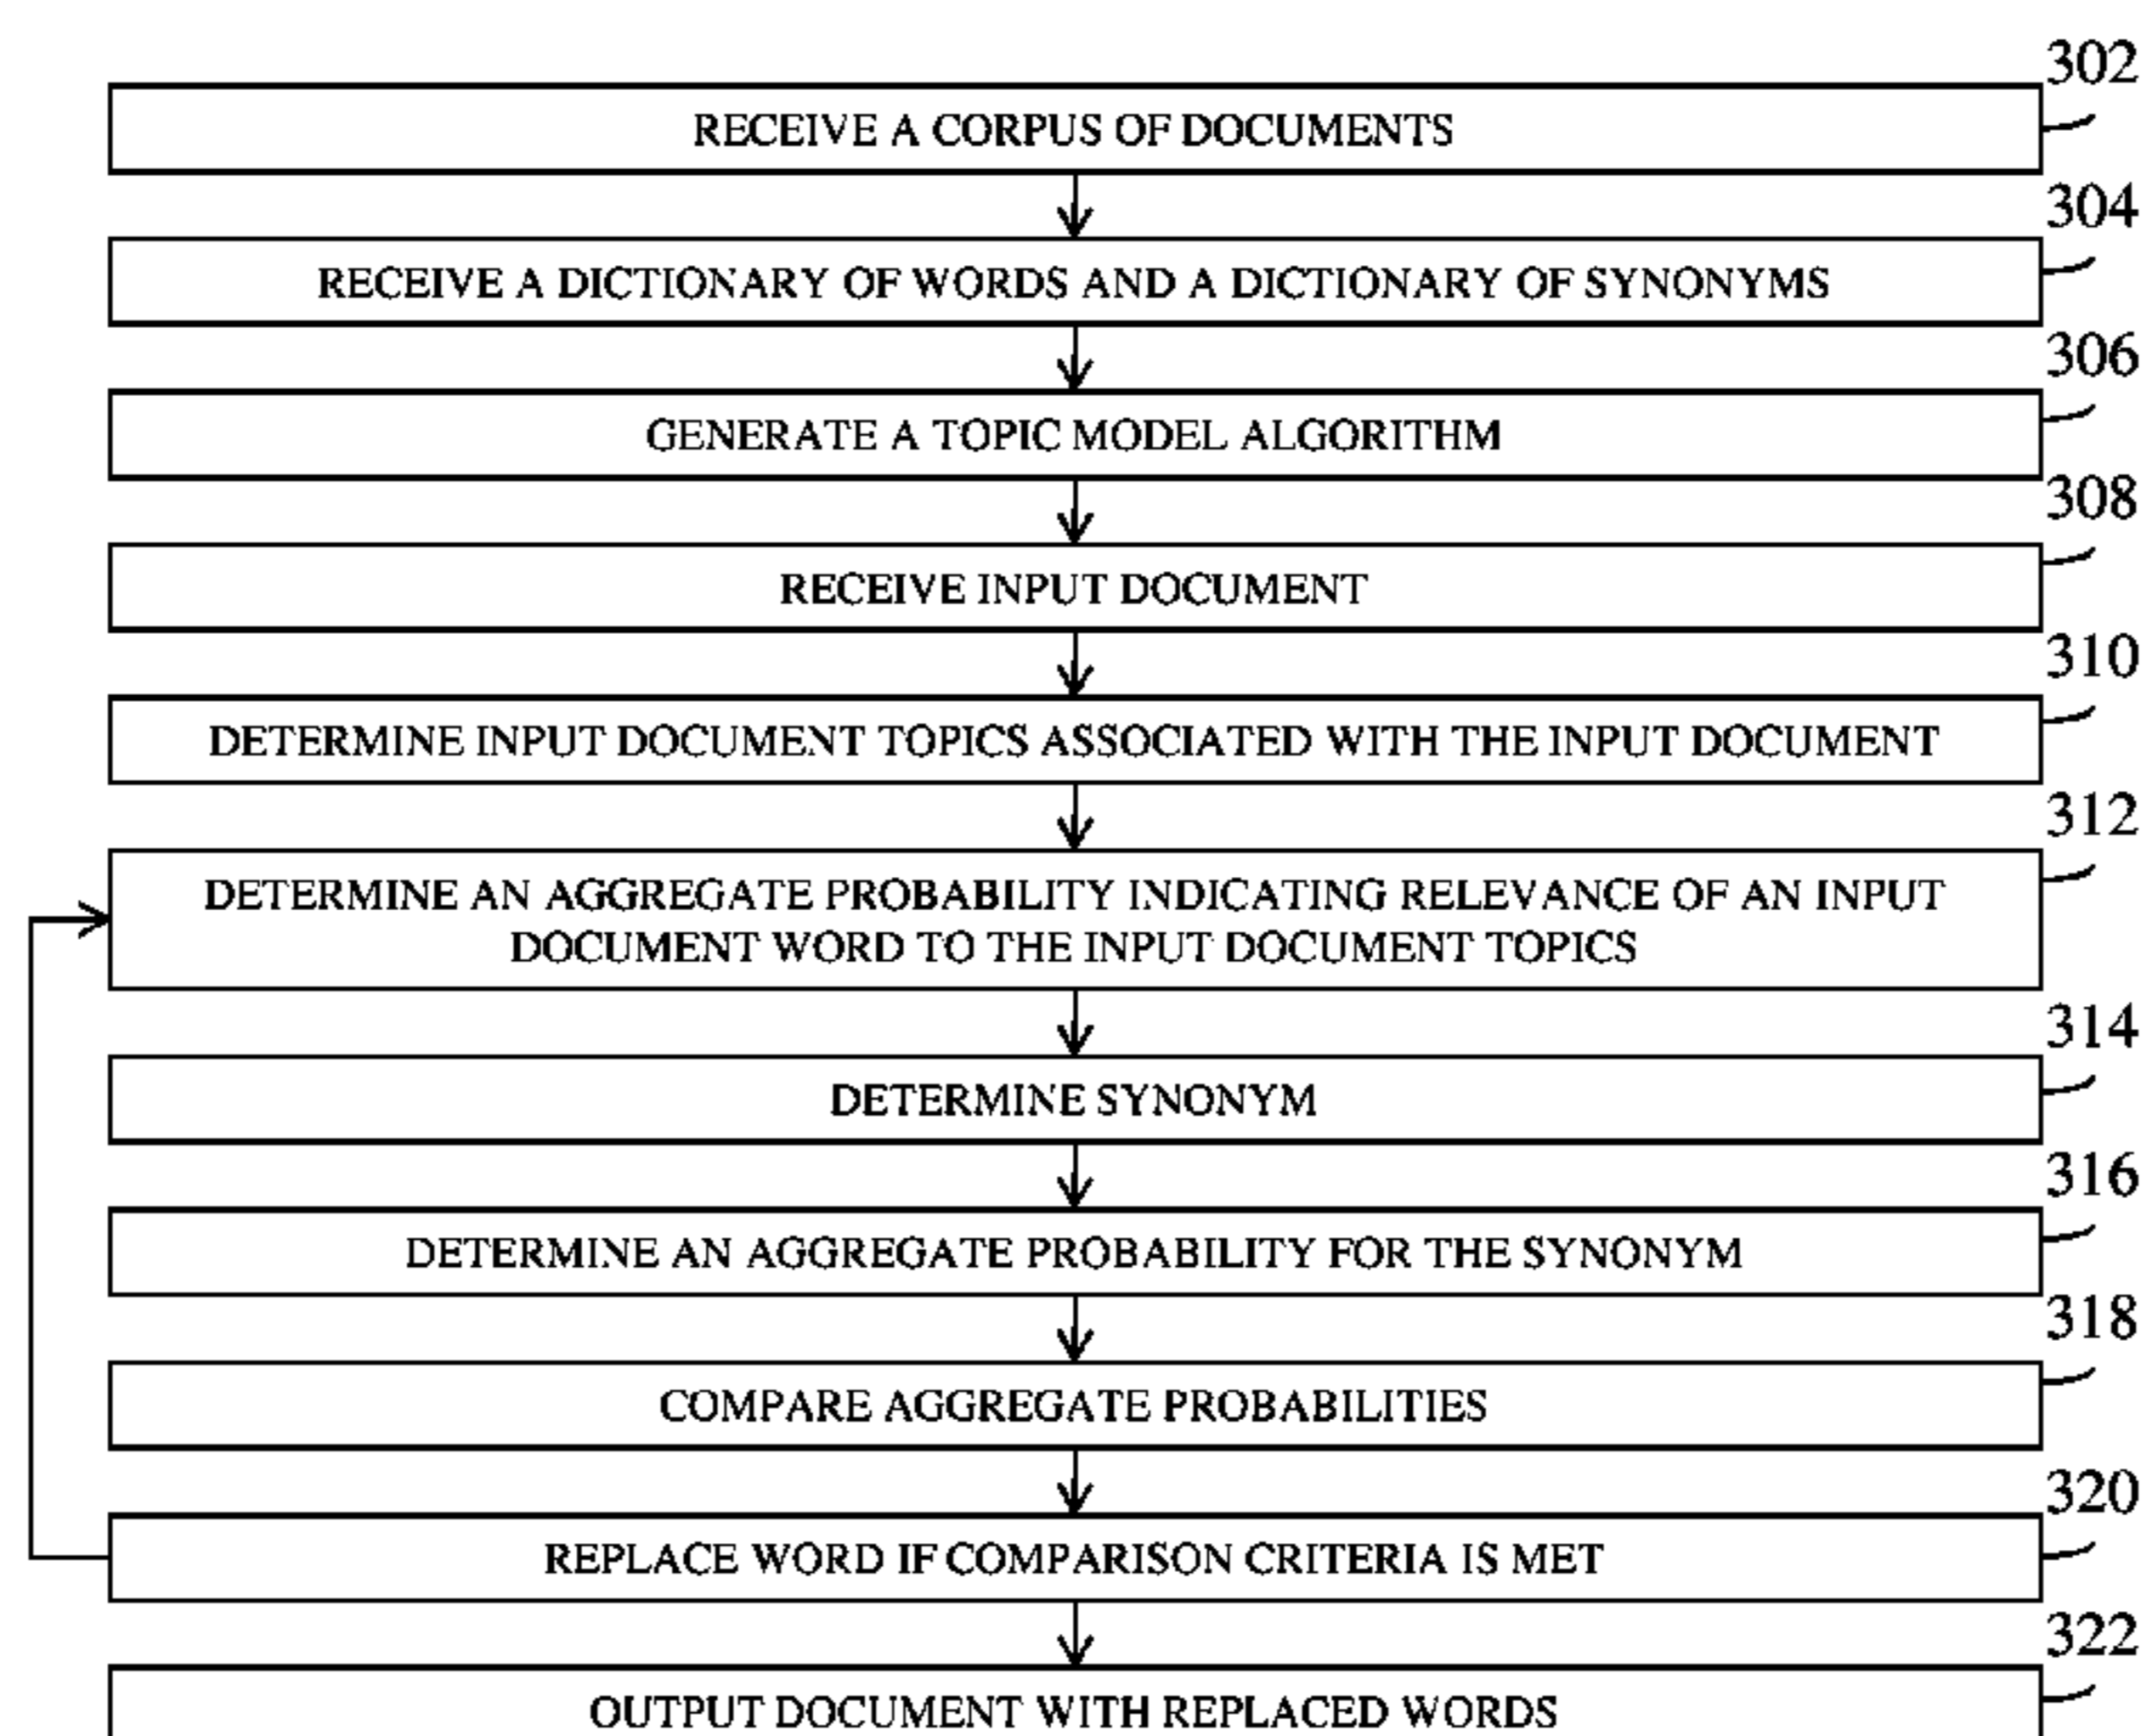 302
RECEIVE A CORPUS OF DOCUMENTS
304
RECEIVE A DICTIONARY OF WORDS AND A DICTIONARY OF SYNONYMS
306
GENERATE A TOPIC MODEL ALGORITHM
308
RECEIVE INPUT DOCUMENT
310
DETERMINE INPUT DOCUMENT TOPICS ASSOCIATED WITH THE INPUT DOCUMENT
312
DETERMINE AN AGGREGATE PROBABILITY INDICATING RELEVANCE OF AN INPUT
DOCUMENT WORD TO THE INPUT DOCUMENT TOPICS
314
DETERMINE SYNONYM
316
DETERMINE AN AGGREGATE PROBABILITY FOR THE SYNONYM
318
COMPARE AGGREGATE PROBABILITIES
320
REPLACE WORD IF COMPARISON CRITERIA IS MET
322
OUTPUT DOCUMENT WITH REPLACED WORDS